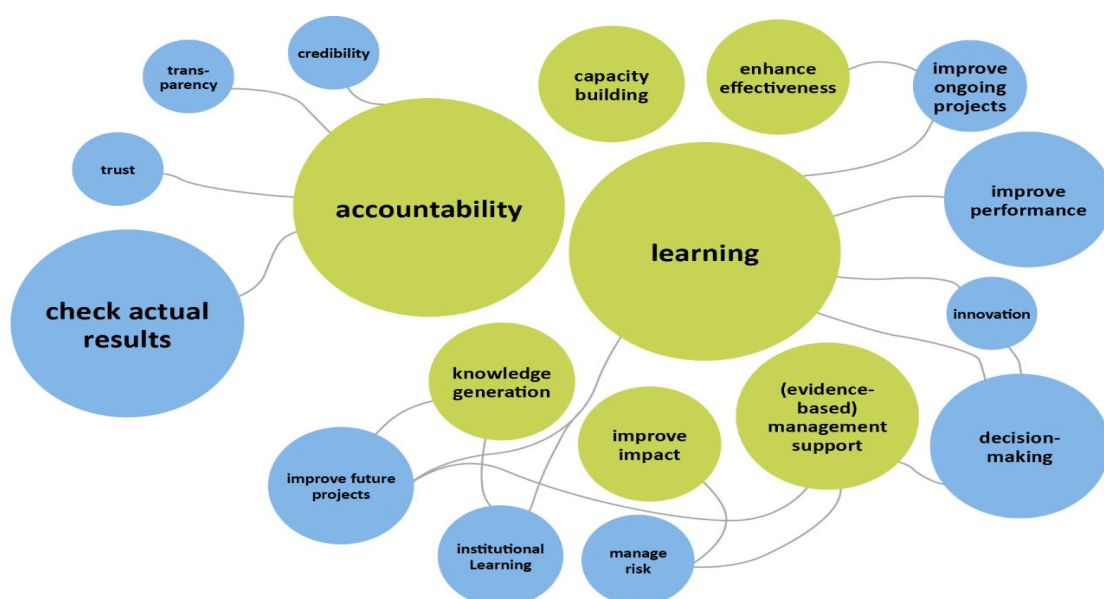 credibility
trans-
parency
trust
accountability
check actual
results
capacity
building
enhance
effectiveness
improve
ongoing
projects
learning
improve
performance
innovation
knowledge
generation
(evidence-
based)
management
support
improve
impact
decision-
making
improve future
projects
institutional
Learning
manage
risk